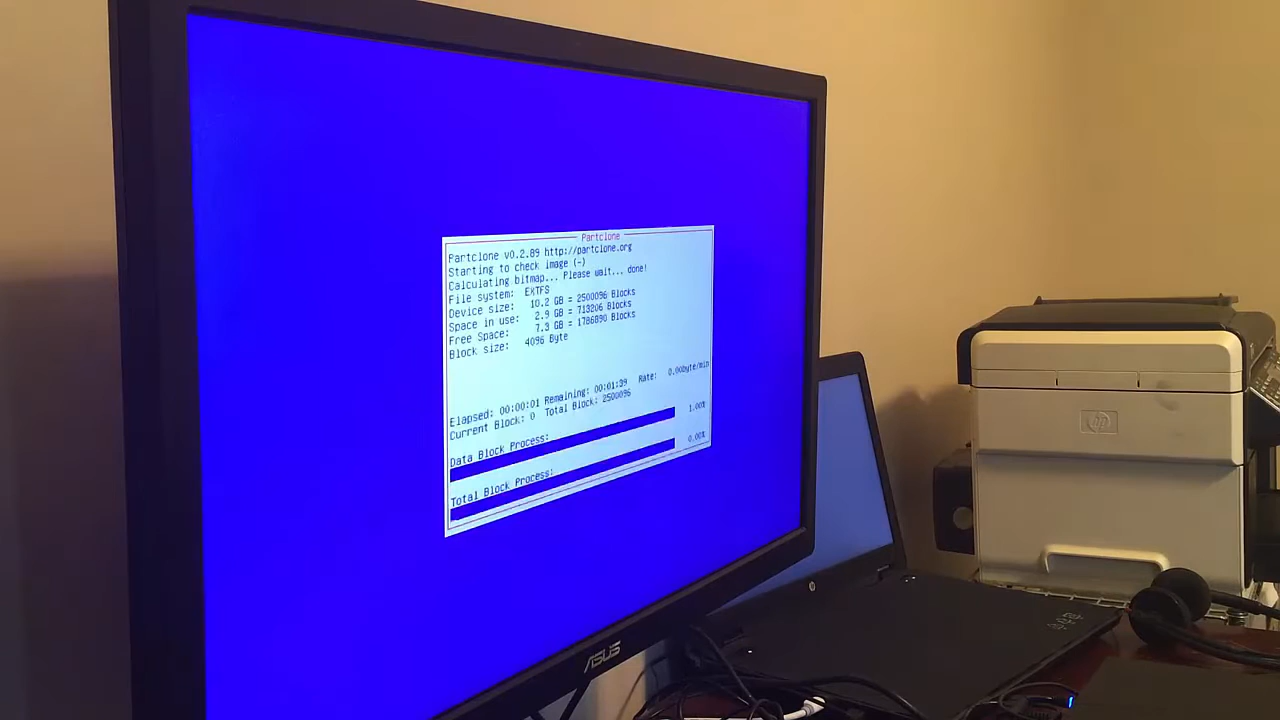 Partclone
Partclone v0.2.89 http://partclone.org
Starting to check image (-)
Calculating bitmap... Please wait... done!
File system: EXTFS
Device size: 10.2 GB = 2500096 Blocks
Space in use: 2.9 GB = 713206 Blocks
Free Space: 7.3 GB = 1786890 Blocks
Block size: 4096 Byte
Elapsed: 00:00:01 Remaining: 00:01:39 Rate: 0.00byte/min
Current Block: 0 Total Block: 2500096
Data Block Process:
1.00%
Total Block Process:
0.00%
ASUS
hp